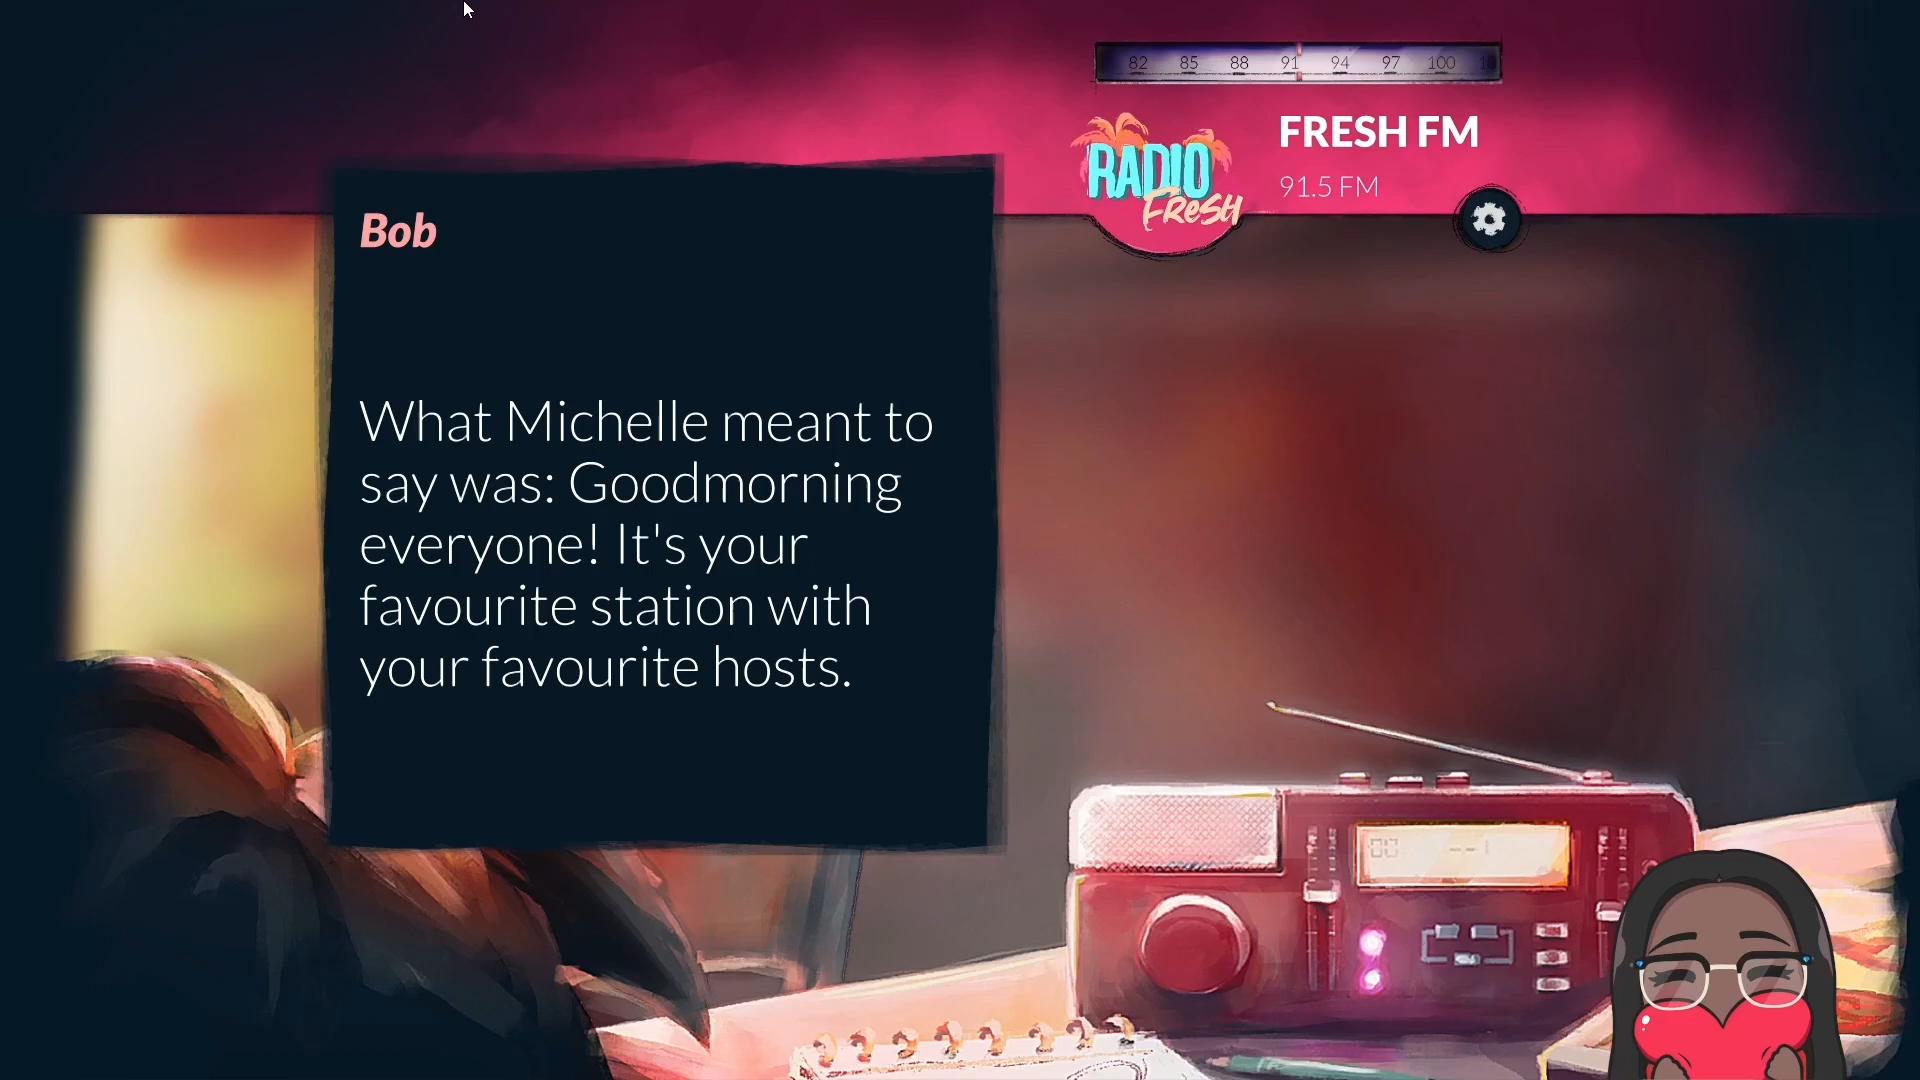 82 85 88 91 94 97 100
RADIO
FReSH
FRESH FM
91.5 FM
Bob
What Michelle meant to
say was: Goodmorning
everyone! It's your
favourite station with
your favourite hosts.